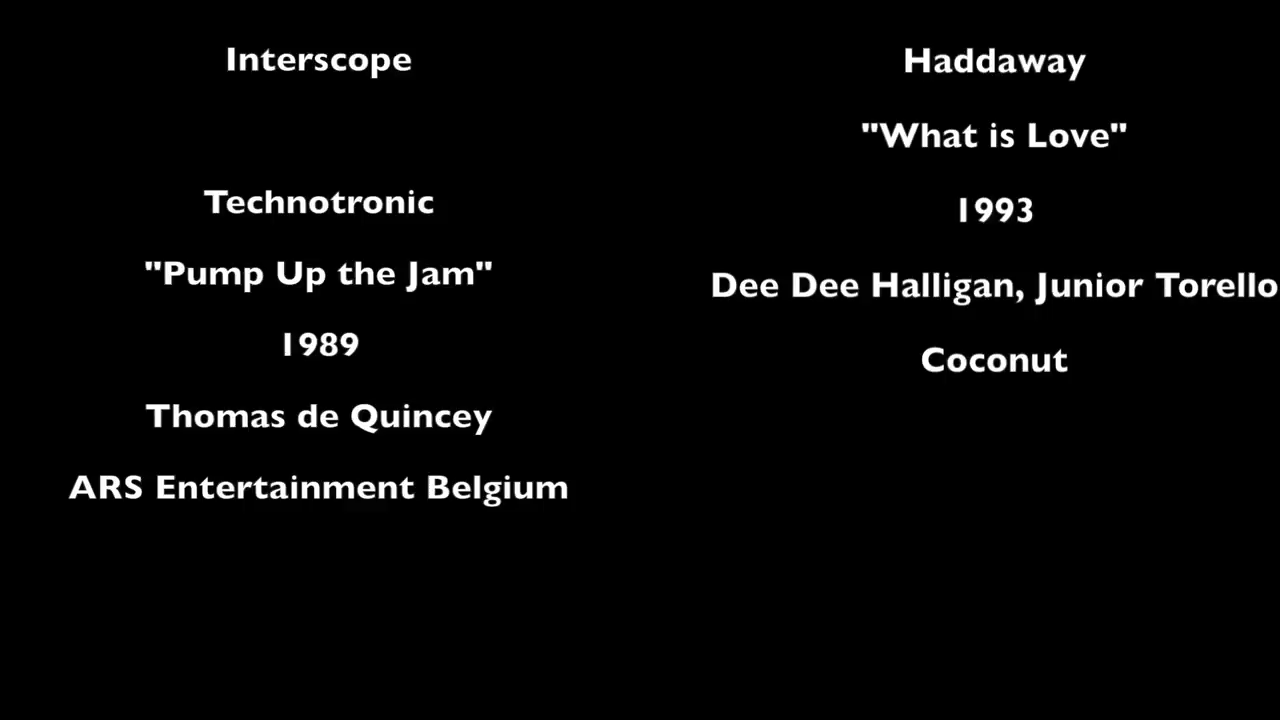 Interscope
Technotronic
"Pump Up the Jam"
1989
Thomas de Quincey
ARS Entertainment Belgium
Haddaway
"What is Love"
1993
Dee Dee Halligan, Junior Torello
Coconut